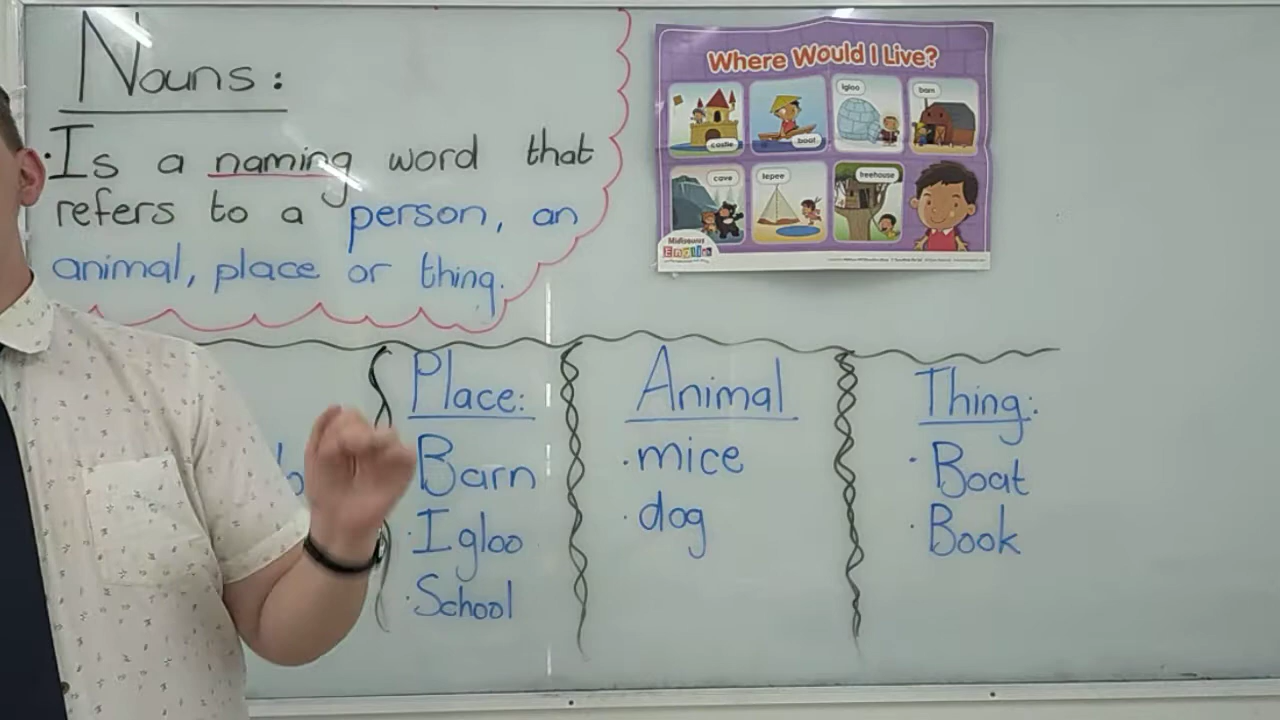 Nouns:
·Is a naming word that
refers to a person, an
animal, place or thing.
Where Would I Live?
castle
boat
igloo
barn
cave
tepee
treehouse
English
Place:
Barn
·Igloo
·School
Animal
·mice
·dog
Thing:
·Boat
·Book